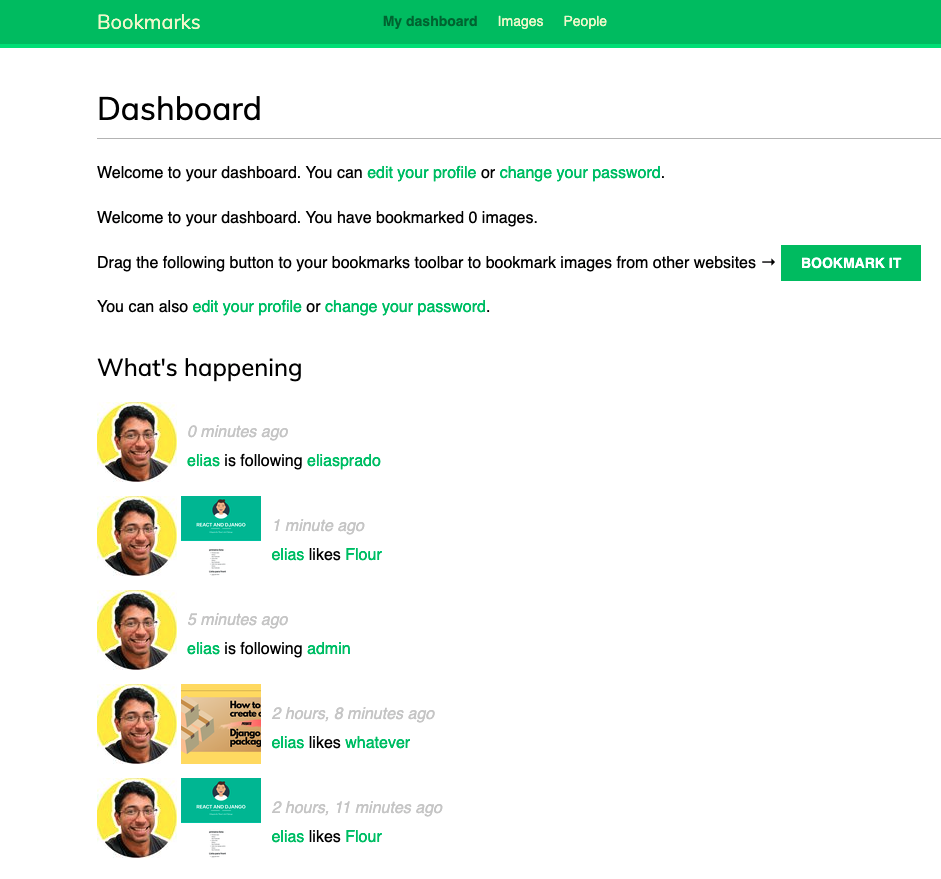 Bookmarks
My dashboard Images People
Dashboard
Welcome to your dashboard. You can edit your profile or change your password.
Welcome to your dashboard. You have bookmarked 0 images.
Drag the following button to your bookmarks toolbar to bookmark images from other websites → BOOKMARK IT
You can also edit your profile or change your password.
What's happening
0 minutes ago
elias is following eliasprado
REACT AND DJANGO
1 minute ago
elias likes Flour
5 minutes ago
elias is following admin
How to
create
Django
packag
2 hours, 8 minutes ago
elias likes whatever
REACT AND DJANGO
2 hours, 11 minutes ago
elias likes Flour